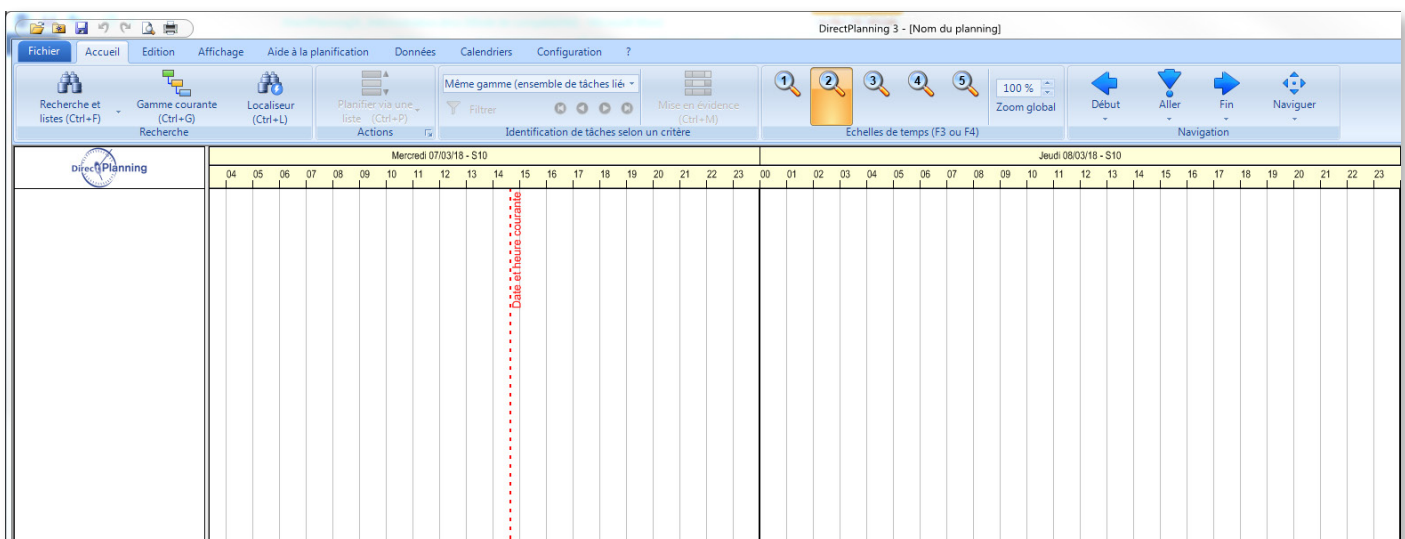 DirectPlanning 3 - [Nom du planning]
Fichier Accueil Edition Affichage Aide à la planification Données Calendriers Configuration ?
Recherche et listes (Ctrl+F)
Gamme courante (Ctrl+G)
Localiseur (Ctrl+L)
Recherche
Planifier via une liste (Ctrl+P)
Actions
Même gamme (ensemble de tâches liée
Filtrer
Mise en évidence (Ctrl+M)
Identification de tâches selon un critère
1 2 3 4 5
100 %
Zoom global
Echelles de temps (F3 ou F4)
Début Aller Fin Naviguer
Navigation
DirectPlanning
Mercredi 07/03/18 - S10 Jeudi 08/03/18 - S10
04 05 06 07 08 09 10 11 12 13 14 15 16 17 18 19 20 21 22 23 00 01 02 03 04 05 06 07 08 09 10 11 12 13 14 15 16 17 18 19 20 21 22 23
Date et heure courante